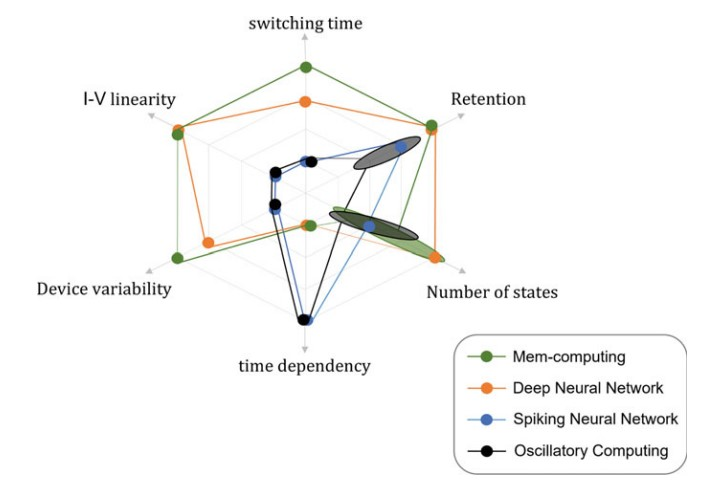 switching time
I-V linearity
Retention
Device variability
Number of states
time dependency
Mem-computing
Deep Neural Network
Spiking Neural Network
Oscillatory Computing